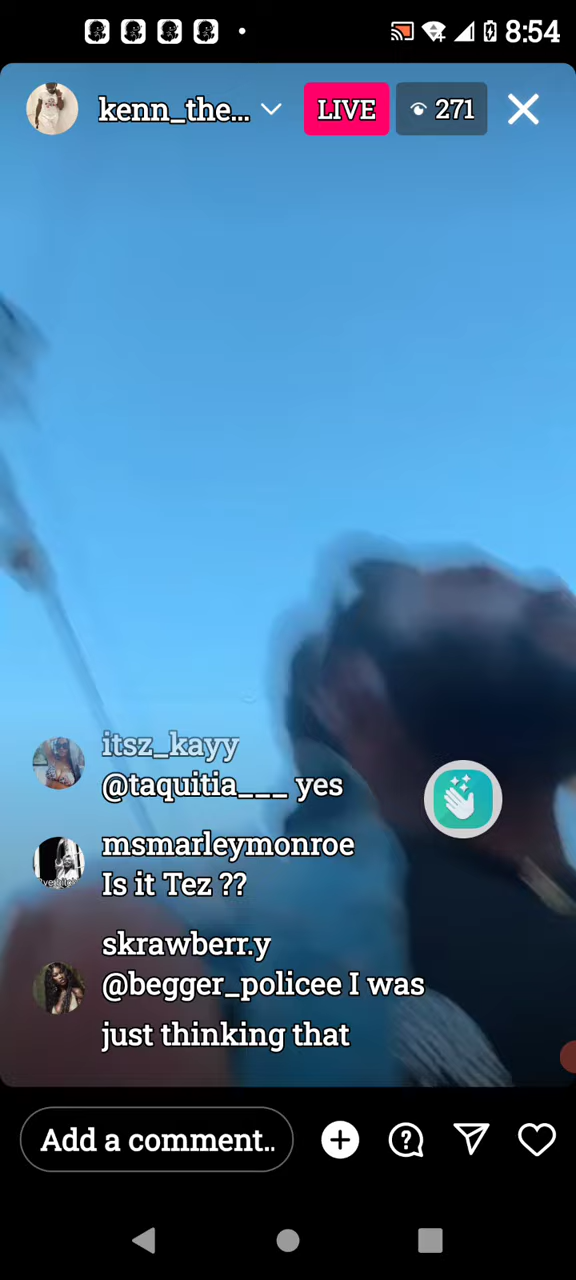 8:54
kenn_the...
LIVE
271
itsz_kayy
@taquitia___ yes
msmarleymonroe
Is it Tez ??
skrawberr.y
@begger_policee I was
just thinking that
Add a comment..